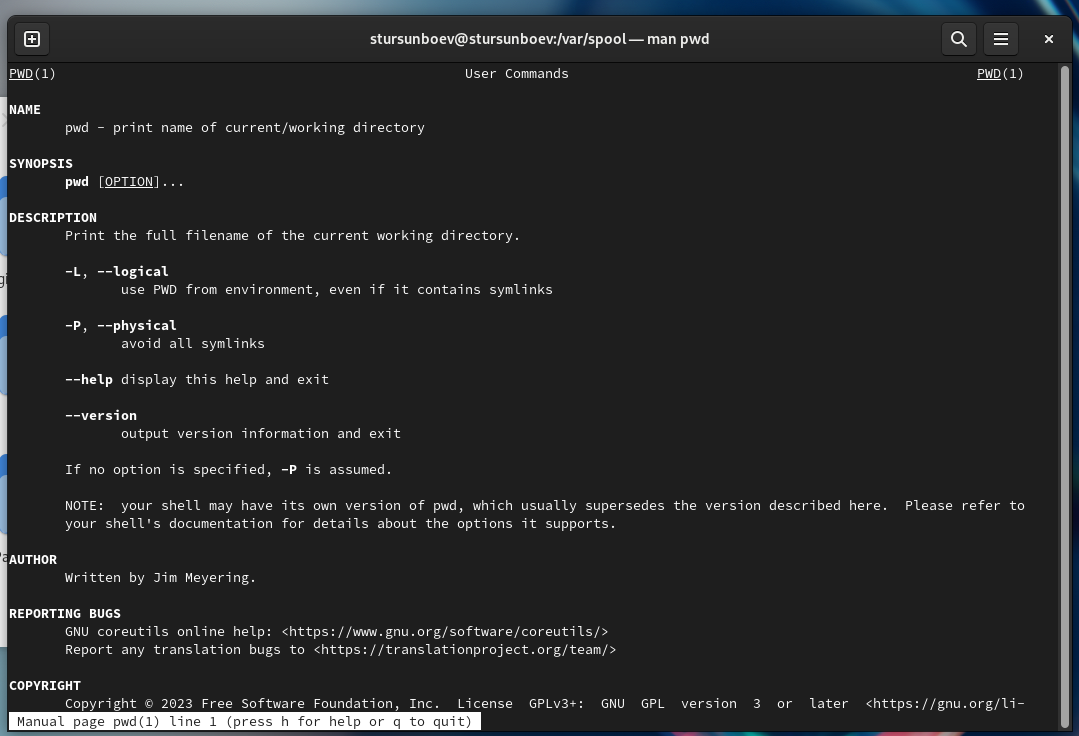 stursunboev@stursunboev:/var/spool — man pwd
PWD(1) User Commands PWD(1)
NAME
pwd - print name of current/working directory
SYNOPSIS
pwd [OPTION]...
DESCRIPTION
Print the full filename of the current working directory.
-L, --logical
use PWD from environment, even if it contains symlinks
-P, --physical
avoid all symlinks
--help display this help and exit
--version
output version information and exit
If no option is specified, -P is assumed.
NOTE:  your shell may have its own version of pwd, which usually supersedes the version described here.  Please refer to
your shell's documentation for details about the options it supports.
AUTHOR
Written by Jim Meyering.
REPORTING BUGS
GNU coreutils online help: <https://www.gnu.org/software/coreutils/>
Report any translation bugs to <https://translationproject.org/team/>
COPYRIGHT
Copyright © 2023 Free Software Foundation, Inc.  License  GPLv3+:  GNU  GPL  version  3  or  later  <https://gnu.org/li-
Manual page pwd(1) line 1 (press h for help or q to quit)